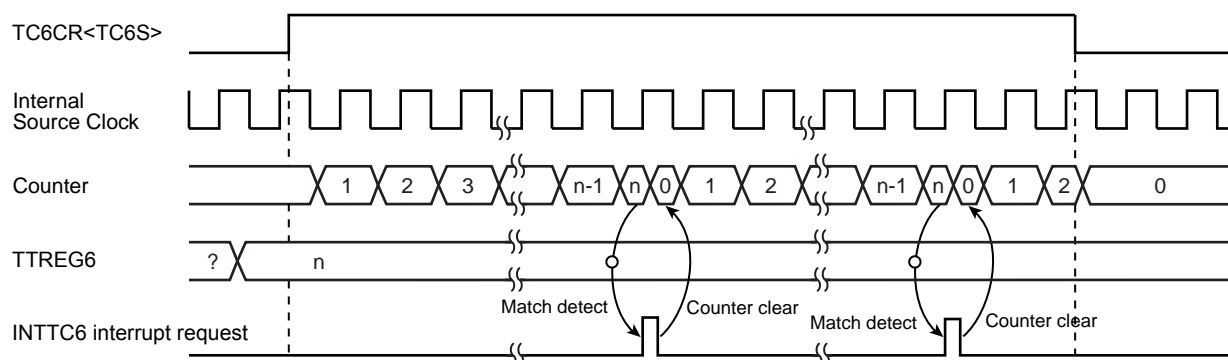 TC6CR<TC6S>
Internal
Source Clock
Counter 1 2 3 n-1 n 0 1 2 n-1 n 0 1 2 0
TTREG6 ? n
Match detect Counter clear Match detect Counter clear
INTTC6 interrupt request